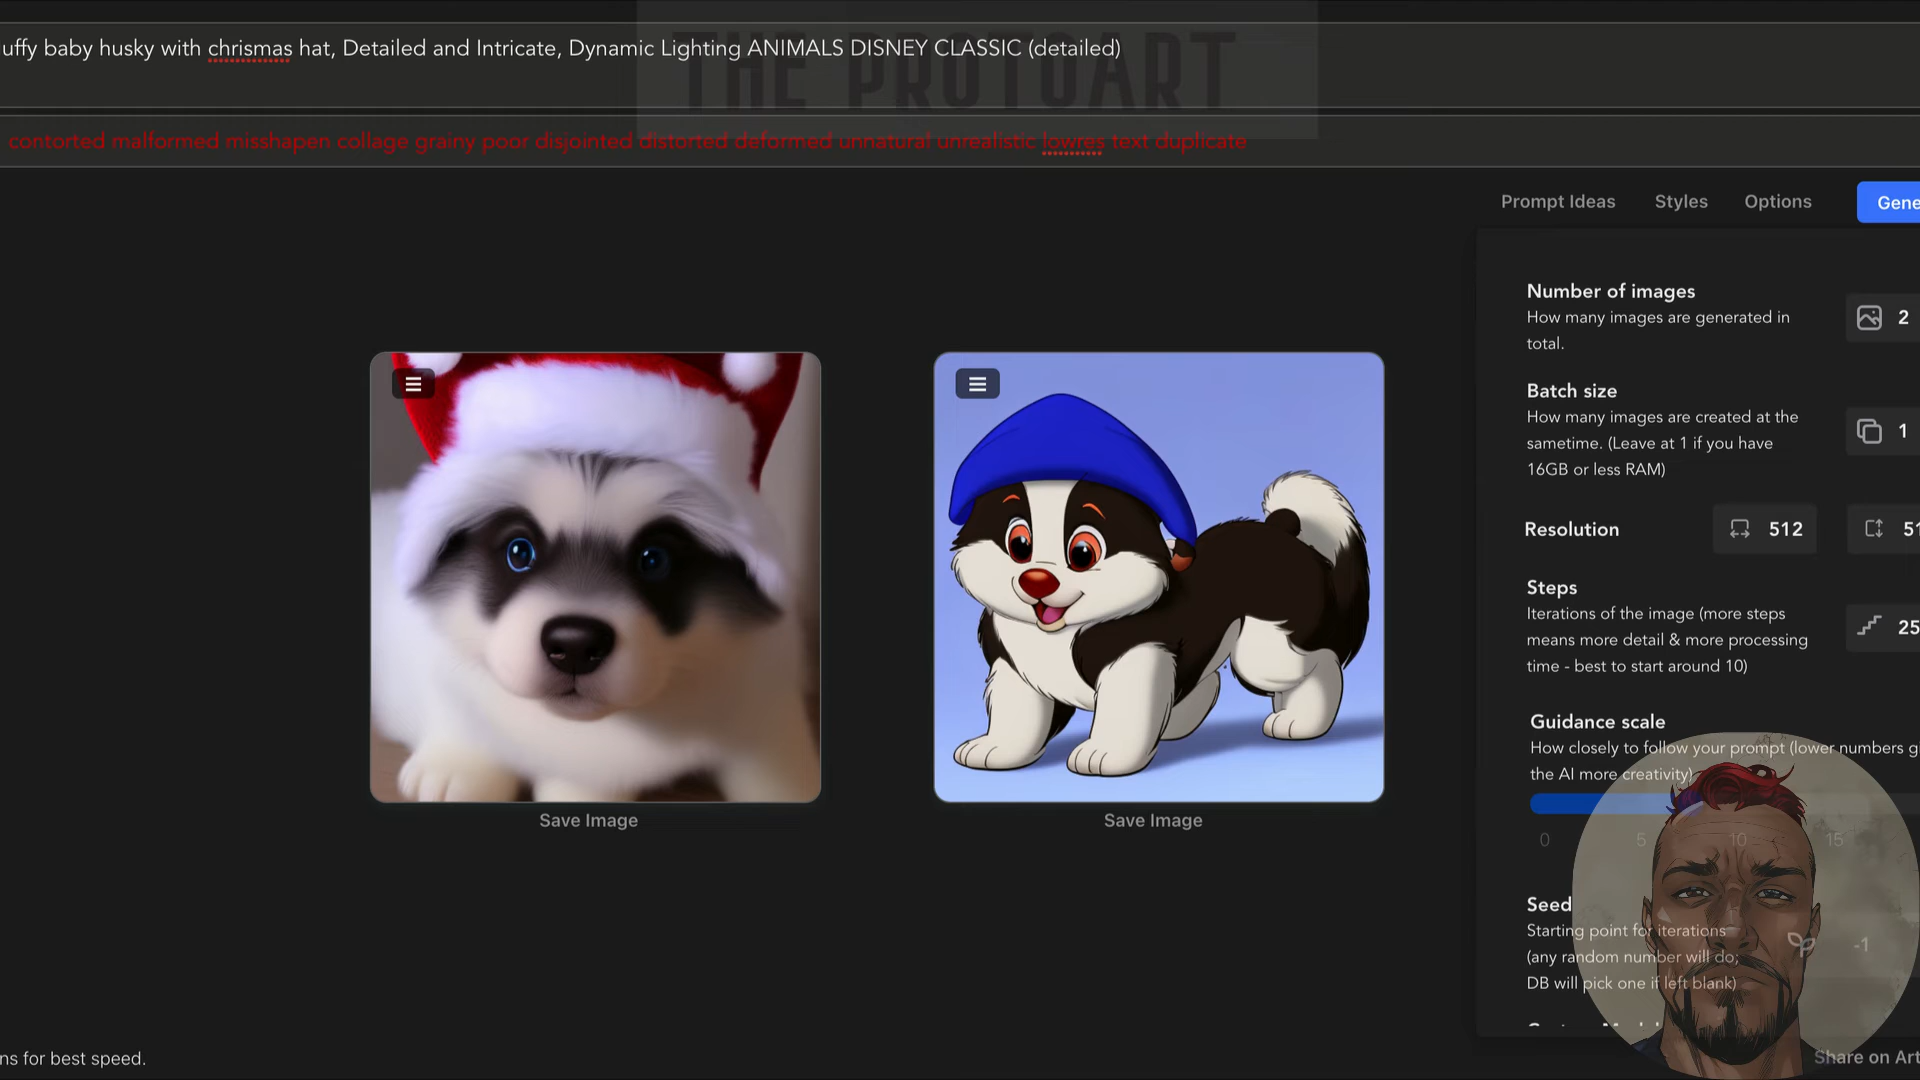 uffy baby husky with chrismas hat, Detailed and Intricate, Dynamic Lighting ANIMALS DISNEY CLASSIC (detailed)
THE PROTOART
contorted malformed misshapen collage grainy poor disjointed distorted deformed unnatural unrealistic lowres text duplicate
Prompt Ideas Styles Options Gene
Number of images
How many images are generated in
total.
2
Batch size
How many images are created at the
sametime. (Leave at 1 if you have
16GB or less RAM)
1
Resolution 512 51
Steps
Iterations of the image (more steps
means more detail & more processing
time - best to start around 10)
25
Guidance scale
How closely to follow your prompt (lower numbers gi
the AI more creativity)
0 5 10 15
Save Image Save Image
Seed
Starting point for iterations
(any random number will do;
DB will pick one if left blank)
-1
ns for best speed.
Share on Art